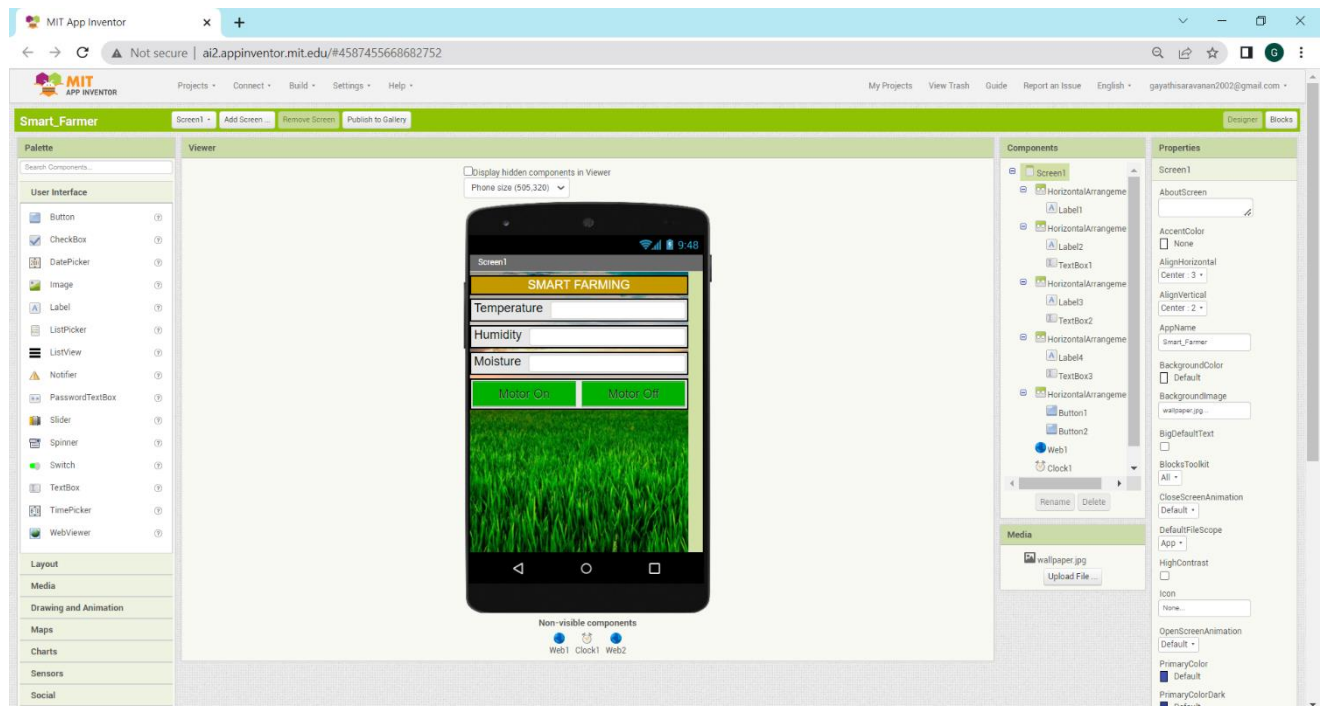 MIT App Inventor
Not secure | ai2.appinventor.mit.edu/#4587455668682752
G
MIT
APP INVENTOR
Projects Connect Build Settings Help
My Projects View Trash Guide Report an Issue English gayathisaravanan2002@gmail.com
Smart_Farmer
Screen1 Add Screen ... Remove Screen Publish to Gallery
Designer Blocks
Palette
Search Components...
User Interface
Button
CheckBox
DatePicker
Image
Label
ListPicker
ListView
Notifier
PasswordTextBox
Slider
Spinner
Switch
TextBox
TimePicker
WebViewer
Layout
Media
Drawing and Animation
Maps
Charts
Sensors
Social
Viewer
Display hidden components in Viewer
Phone size (505,320)
9:48
Screen1
SMART FARMING
Temperature
Humidity
Moisture
Motor On Motor Off
Non-visible components
Web1 Clock1 Web2
Components
Screen1
HorizontalArrangeme
Label1
HorizontalArrangeme
Label2
TextBox1
HorizontalArrangeme
Label3
TextBox2
HorizontalArrangeme
Label4
TextBox3
HorizontalArrangeme
Button1
Button2
Web1
Clock1
Rename Delete
Media
wallpaper.jpg
Upload File ...
Properties
Screen1
AboutScreen
AccentColor
None
AlignHorizontal
Center : 3
AlignVertical
Center : 2
AppName
Smart_Farmer
BackgroundColor
Default
BackgroundImage
wallpaper.jpg...
BigDefaultText
BlocksToolkit
All
CloseScreenAnimation
Default
DefaultFileScope
App
HighContrast
Icon
None...
OpenScreenAnimation
Default
PrimaryColor
Default
PrimaryColorDark
Default